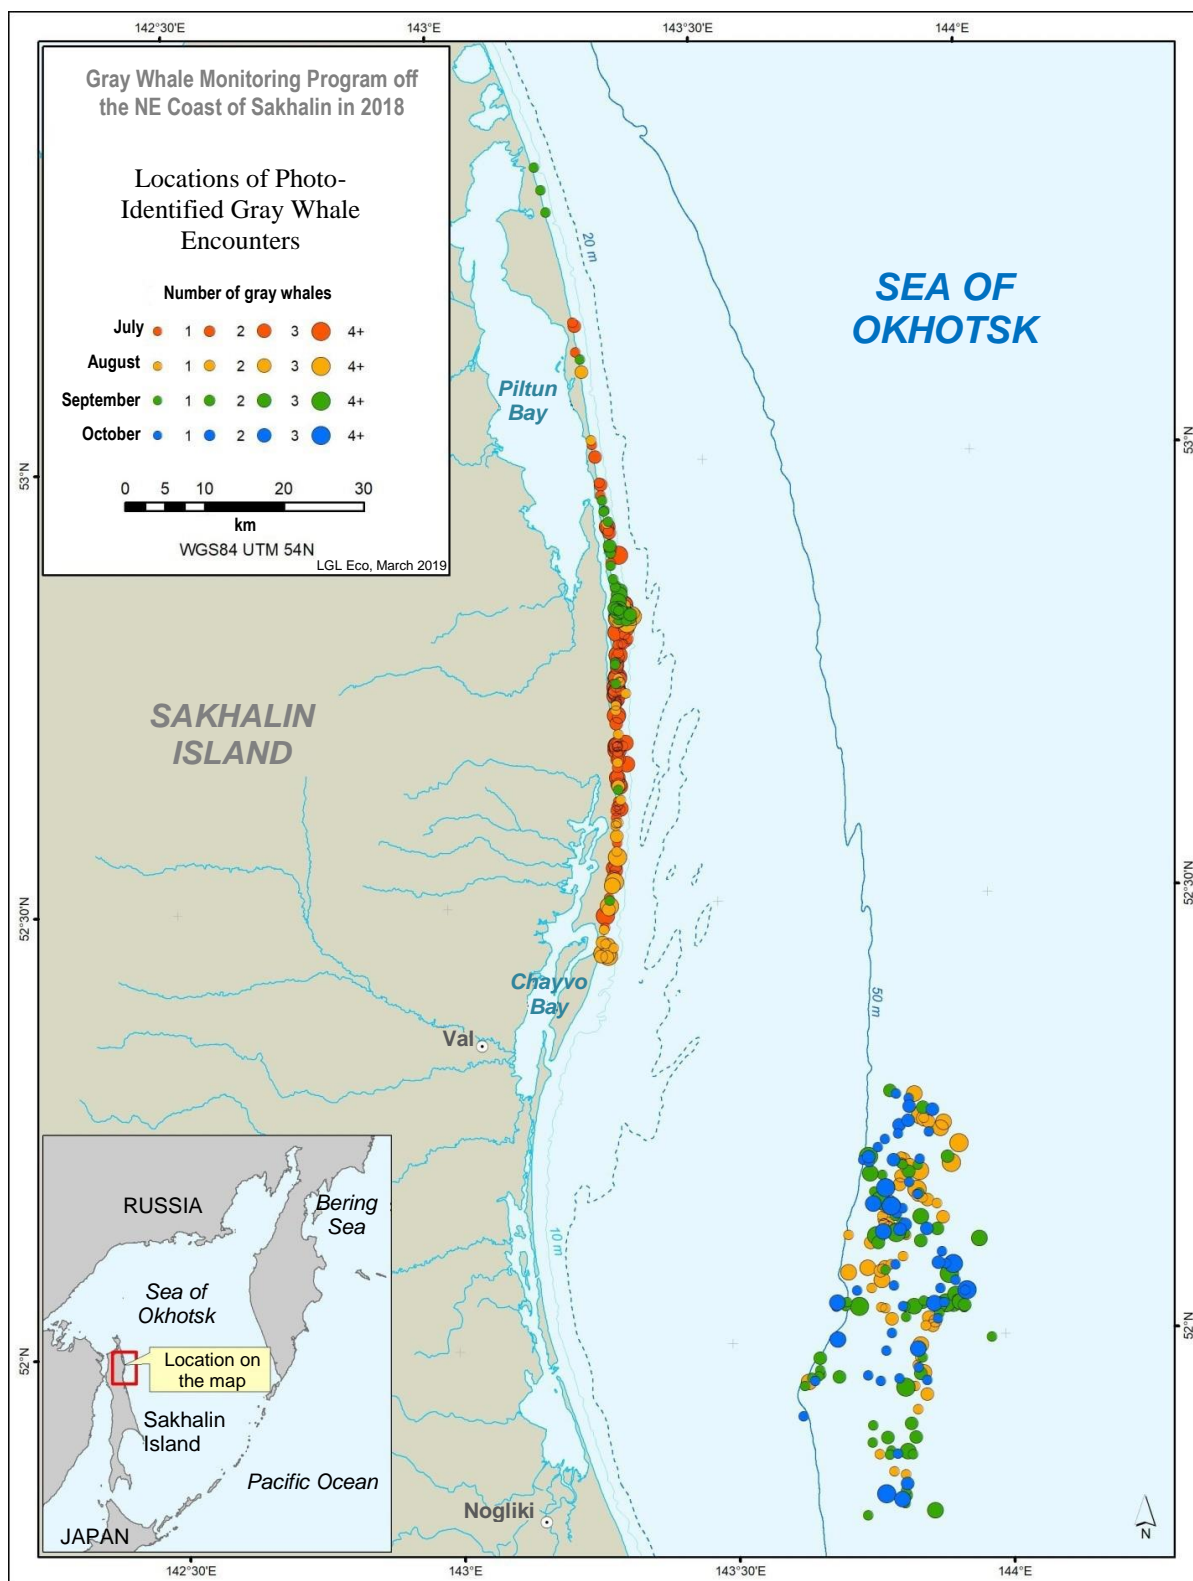 142°30'E 143°E 143°30'E 144°E
Gray Whale Monitoring Program off
the NE Coast of Sakhalin in 2018
Locations of Photo-
Identified Gray Whale
Encounters
Number of gray whales
July 1 2 3 4+
August 1 2 3 4+
September 1 2 3 4+
October 1 2 3 4+
0 5 10 20 30
km
WGS84 UTM 54N
LGL Eco, March 2019
20 m
SEA OF
OKHOTSK
Piltun
Bay
53°N
53°N
SAKHALIN
ISLAND
52°30'N
52°30'N
Chayvo
Bay
50 m
Val
10 m
52°N
52°N
RUSSIA
Bering
Sea
Sea of
Okhotsk
Location on
the map
Sakhalin
Island
Pacific Ocean
JAPAN
Nogliki
N
142°30'E 143°E 143°30'E 144°E